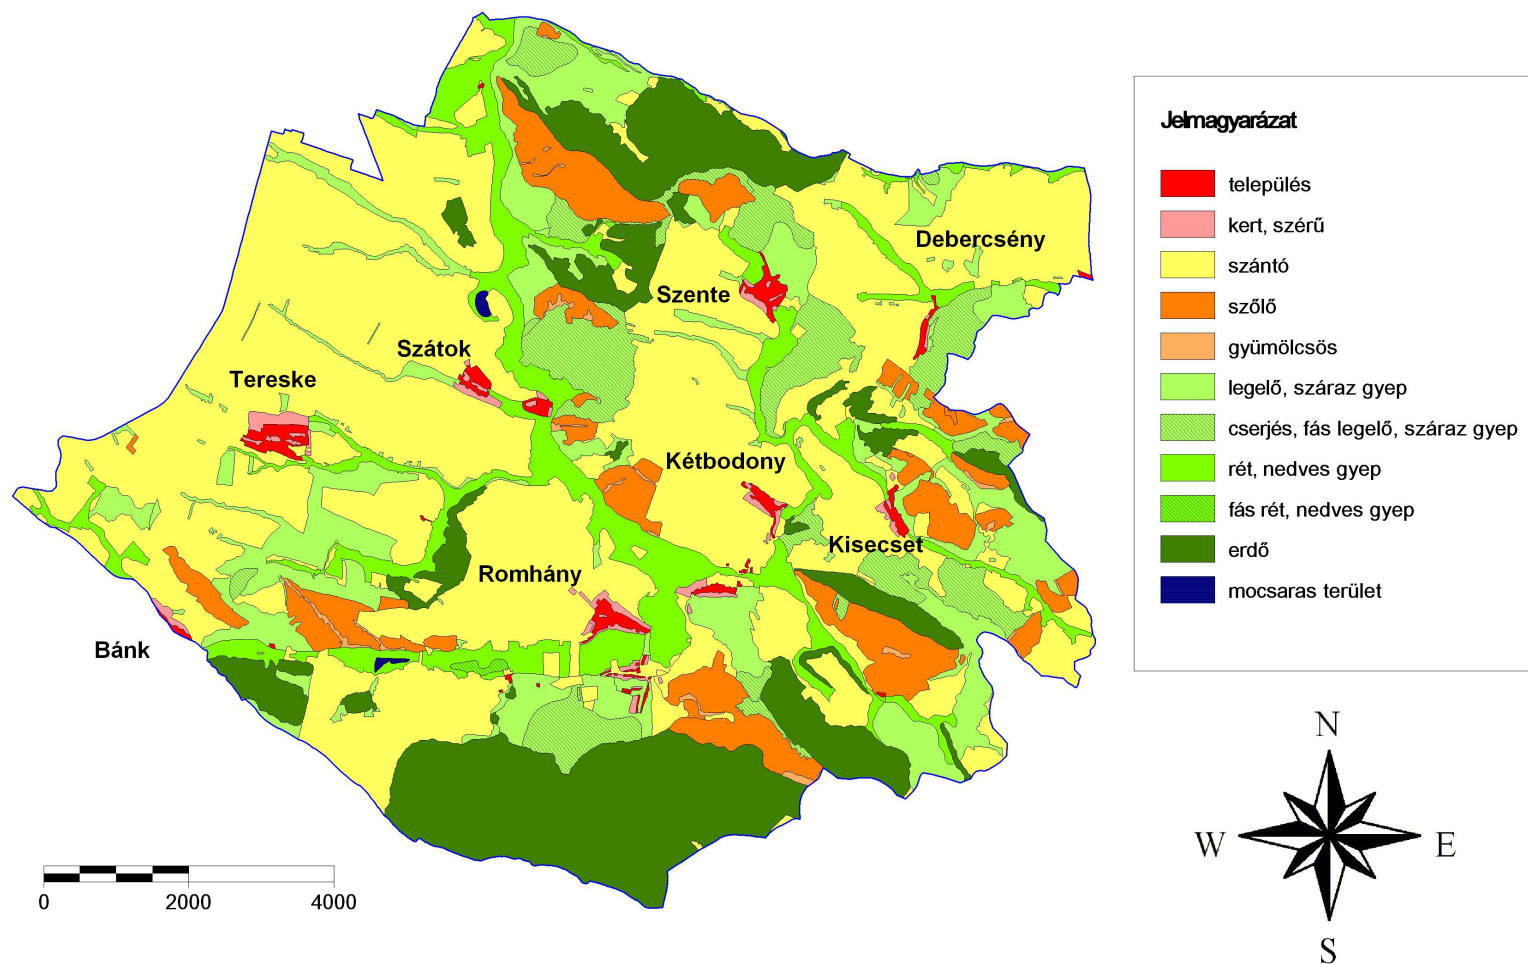 Jelmagyarázat
település
kert, szérű
szántó
szőlő
gyümölcsös
legelő, száraz gyep
cserjés, fás legelő, száraz gyep
rét, nedves gyep
fás rét, nedves gyep
erdő
mocsaras terület
Debercsény
Szente
Szátok
Tereske
Kétbodony
Kisecset
Romhány
Bánk
0 2000 4000
N
W E
S